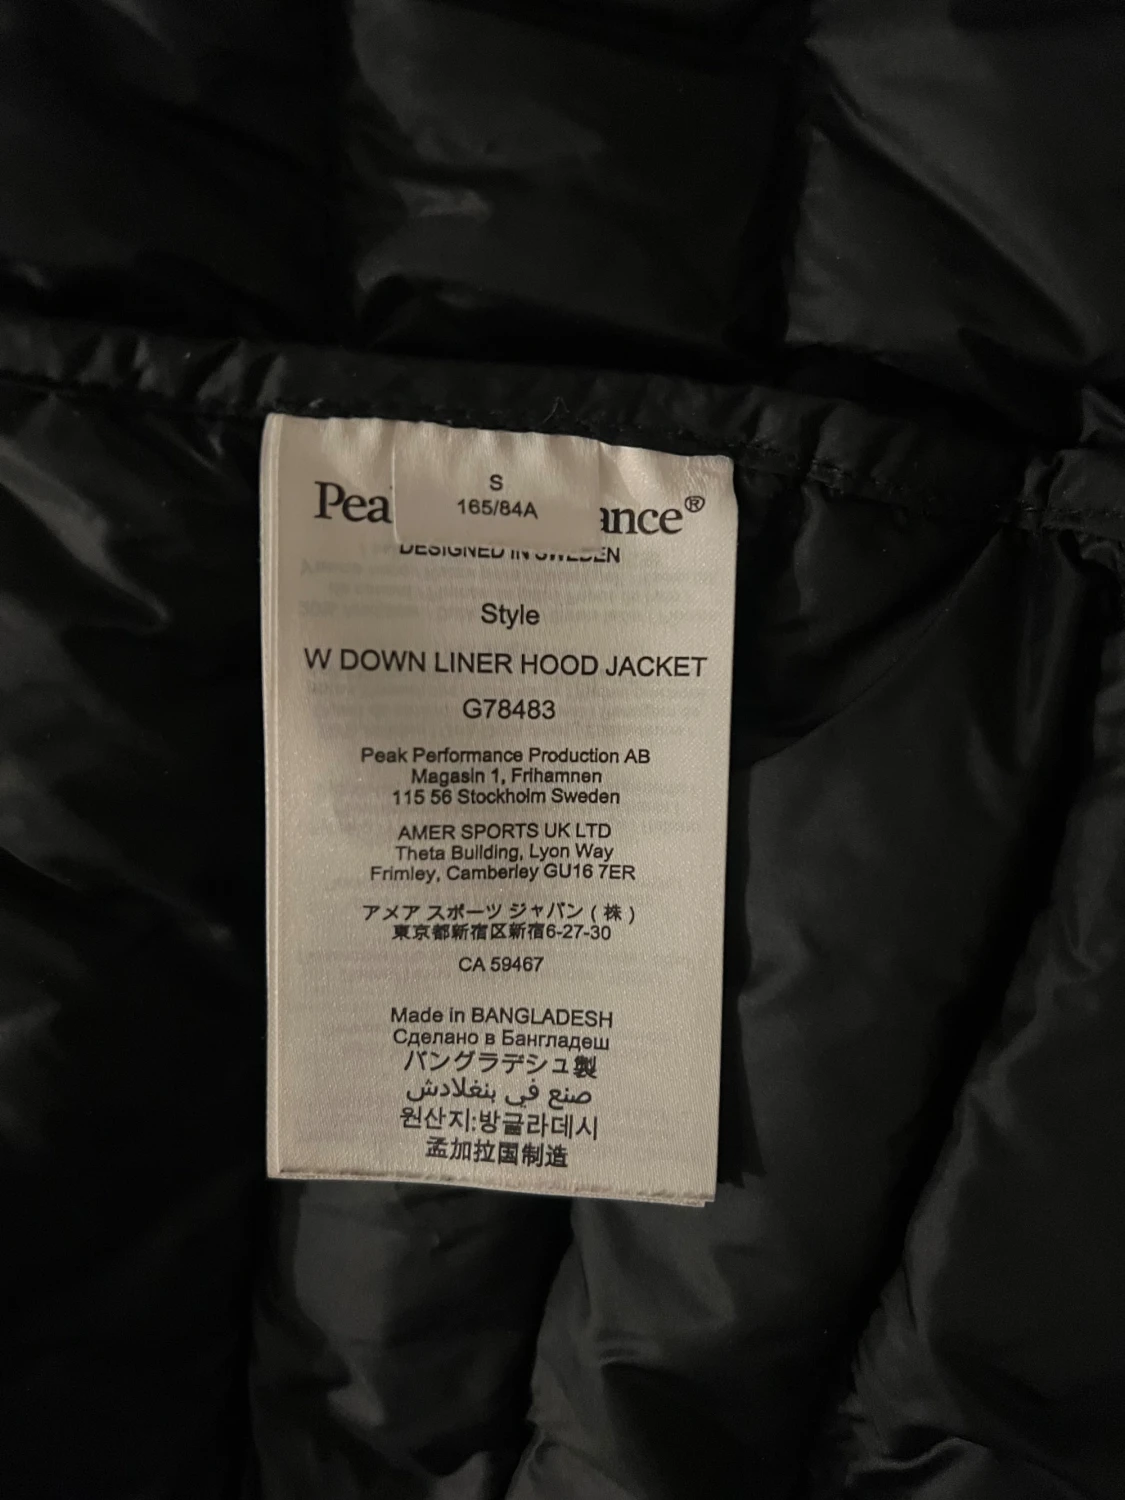 S
165/84A
Pea ance®
DESIGNED IN SWEDEN
Style
W DOWN LINER HOOD JACKET
G78483
Peak Performance Production AB
Magasin 1, Frihamnen
115 56 Stockholm Sweden
AMER SPORTS UK LTD
Theta Building, Lyon Way
Frimley, Camberley GU16 7ER
アメア スポーツ ジャパン ( 株 )
東京都新宿区新宿6-27-30
CA 59467
Made in BANGLADESH
Сделано в Бангладеш
バングラデシュ製
صنع في بنغلادش
원산지:방글라데시
孟加拉国制造